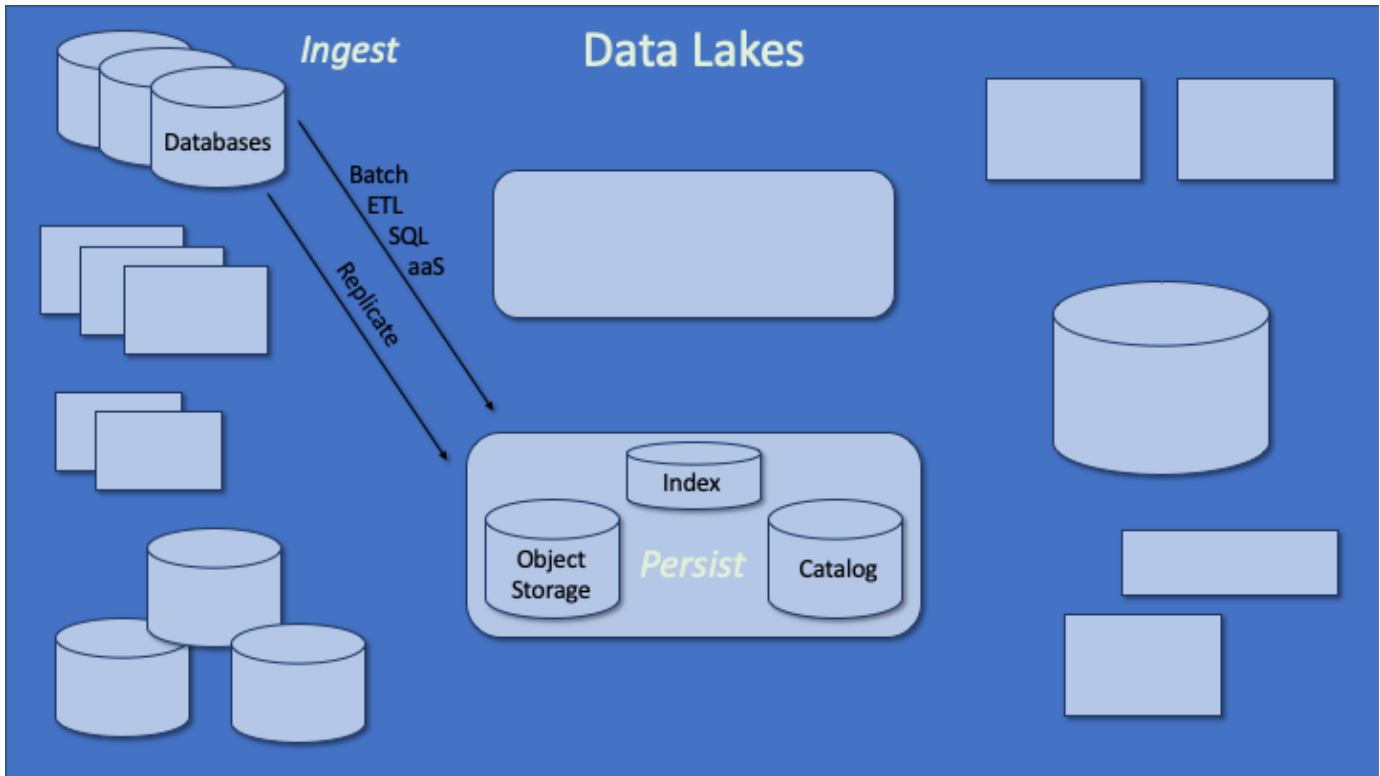 Ingest
Data Lakes
Databases
Batch
ETL
SQL
aaS
Replicate
Index
Object
Storage
Persist
Catalog